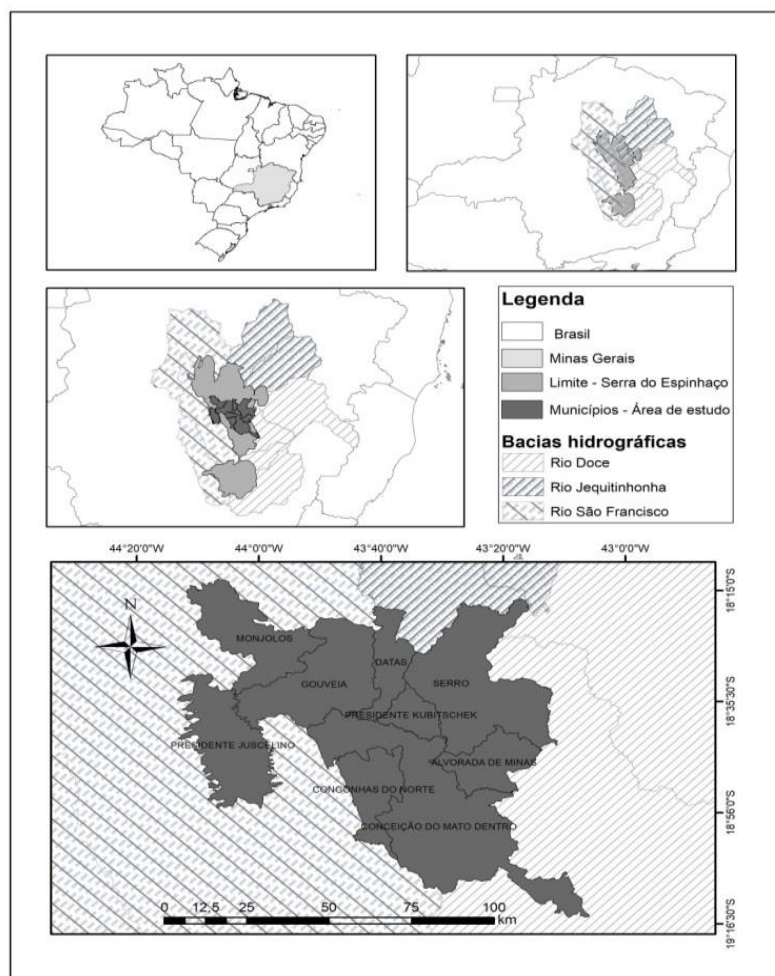 Legenda
Brasil
Minas Gerais
Limite - Serra do Espinhaço
Municípios - Área de estudo
Bacias hidrográficas
Rio Doce
Rio Jequitinhonha
Rio São Francisco
44°20'0"W 44°0'0"W 43°40'0"W 43°20'0"W 43°0'0"W
18°15'0"S
18°35'30"S
18°56'0"S
19°16'30"S
N
MONJOLOS
DATAS
GOUVEIA
SERRO
PRESIDENTE KUBITSCHEK
PRESIDENTE JUSCELINO
ALVORADA DE MINAS
CONGONHAS DO NORTE
CONCEIÇÃO DO MATO DENTRO
0 12,5 25 50 75 100
km